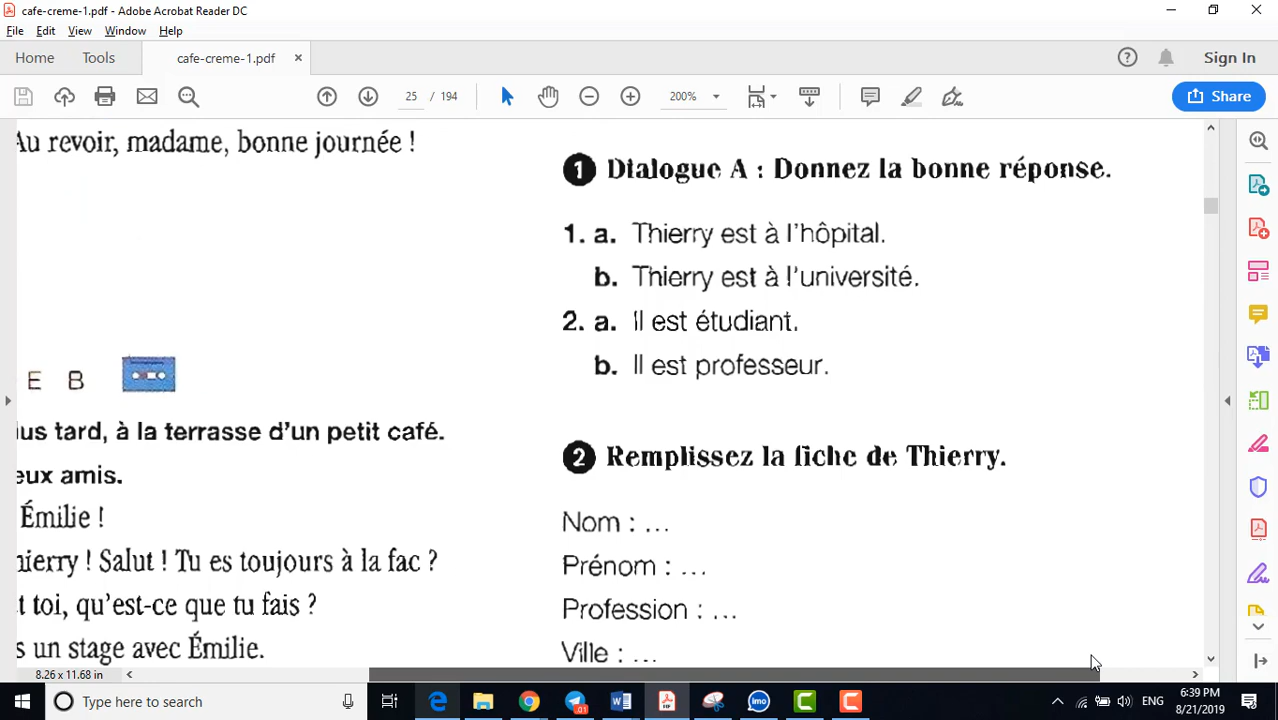 cafe-creme-1.pdf - Adobe Acrobat Reader DC
File Edit View Window Help
Home Tools cafe-creme-1.pdf Sign In
25 / 194 200% Share
Au revoir, madame, bonne journée !
1 Dialogue A : Donnez la bonne réponse.
1. a. Thierry est à l'hôpital.
b. Thierry est à l'université.
2. a. Il est étudiant.
b. Il est professeur.
E B
lus tard, à la terrasse d'un petit café.
eux amis.
Émilie !
hierry ! Salut ! Tu es toujours à la fac ?
t toi, qu'est-ce que tu fais ?
s un stage avec Émilie.
2 Remplissez la fiche de Thierry.
Nom : ...
Prénom : ...
Profession : ...
Ville : ...
8.26 x 11.68 in
Type here to search
01
imo
ENG
6:39 PM
8/21/2019